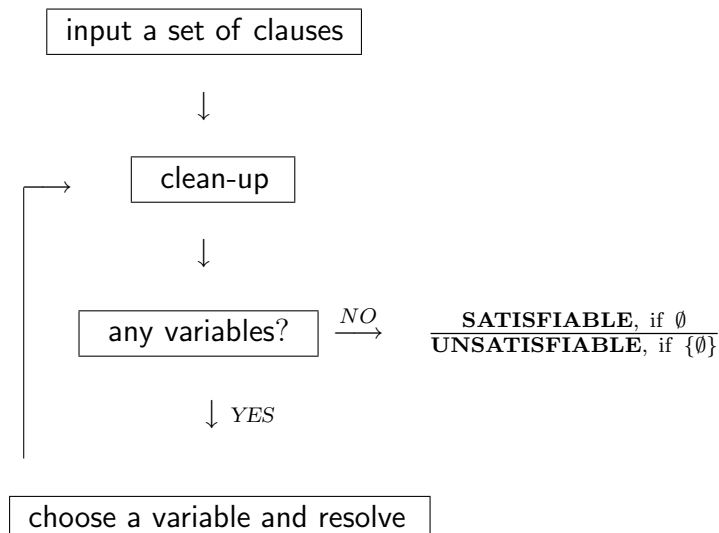 input a set of clauses
clean-up
any variables?
NO
SATISFIABLE, if ∅
UNSATISFIABLE, if {∅}
YES
choose a variable and resolve